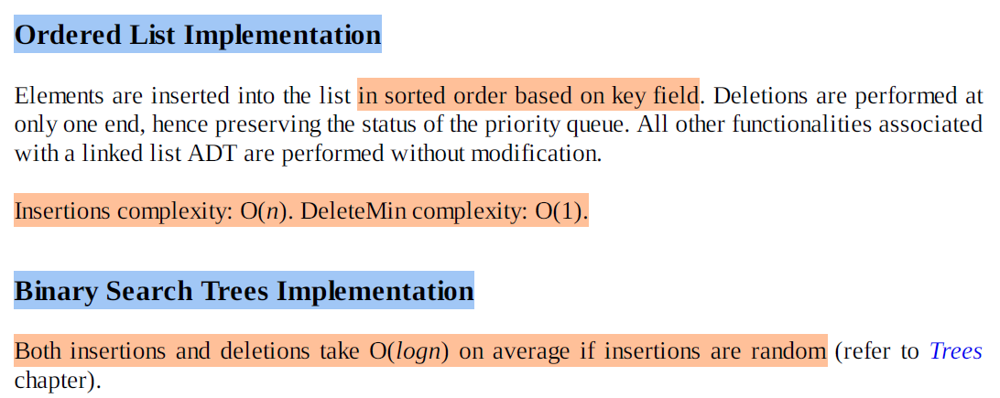 Ordered List Implementation
Elements are inserted into the list in sorted order based on key field. Deletions are performed at
only one end, hence preserving the status of the priority queue. All other functionalities associated
with a linked list ADT are performed without modification.
Insertions complexity: O(n). DeleteMin complexity: O(1).
Binary Search Trees Implementation
Both insertions and deletions take O(logn) on average if insertions are random (refer to Trees
chapter).